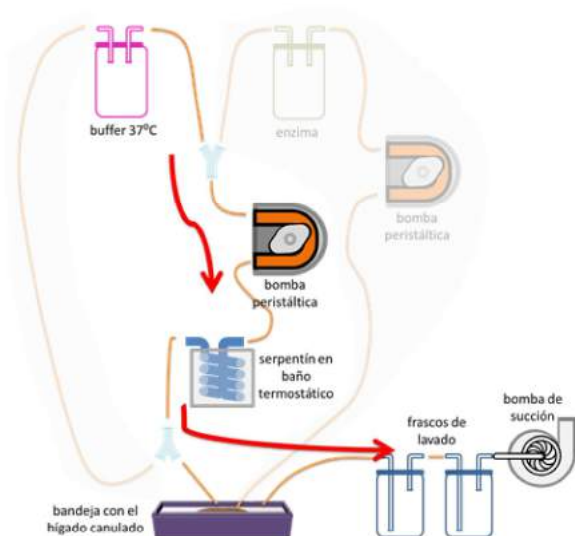 buffer 37ºC
enzima
bomba
peristáltica
bomba
peristáltica
serpentín en
baño
termostático
bomba de
succión
frascos de
lavado
bandeja con el
hígado canulado